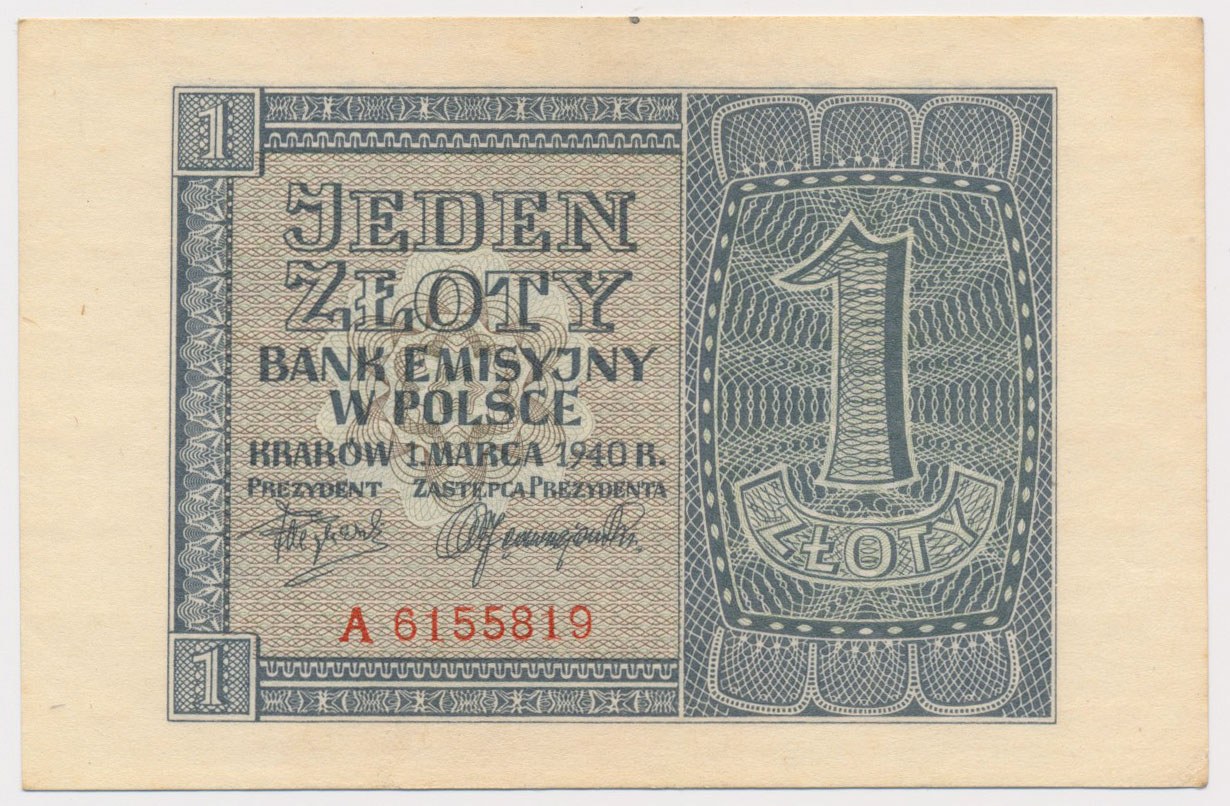 1
JEDEN
ZŁOTY
BANK EMISYJNY
W POLSCE
KRAKÓW 1. MARCA 1940 R.
PREZYDENT ZASTĘPCA PREZYDENTA
A 6155819
1
1
ZŁOTY